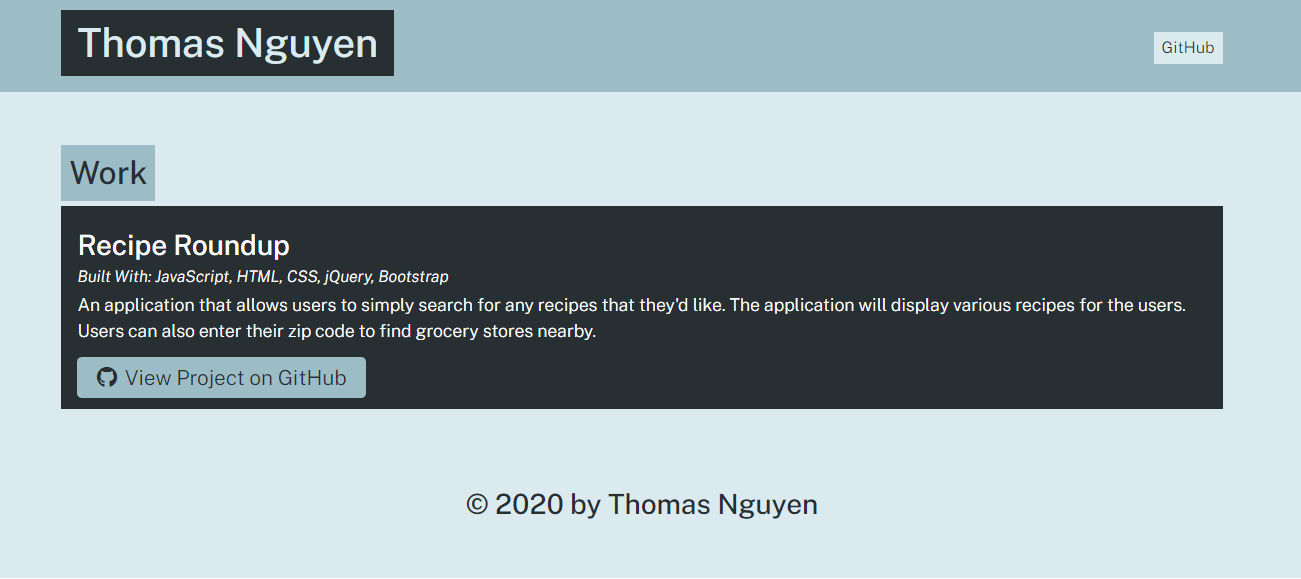 Thomas Nguyen
GitHub
Work
Recipe Roundup
Built With: JavaScript, HTML, CSS, jQuery, Bootstrap
An application that allows users to simply search for any recipes that they'd like. The application will display various recipes for the users.
Users can also enter their zip code to find grocery stores nearby.
View Project on GitHub
© 2020 by Thomas Nguyen